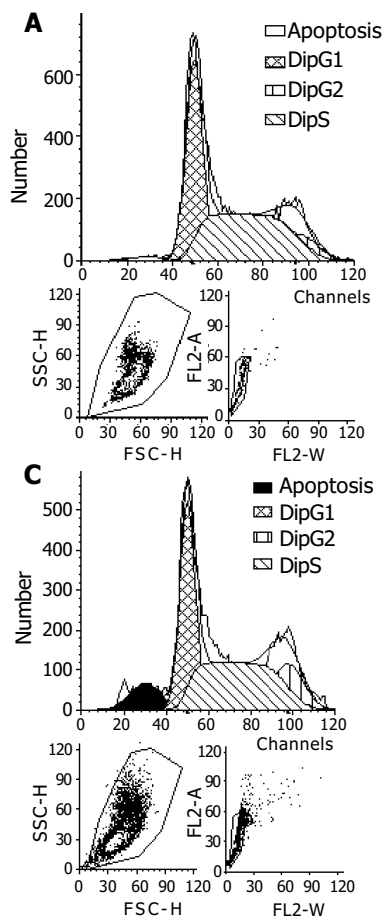 A
Apoptosis
DipG1
DipG2
DipS
Number
600
400
200
0
0 20 40 60 80 100 120
Channels
SSC-H
120
90
60
30
0
0 30 60 90 120
FSC-H
FL2-A
120
90
60
30
0
0 30 60 90 120
FL2-W
C
Apoptosis
DipG1
DipG2
DipS
Number
500
400
300
200
100
0
0 20 40 60 80 100 120
Channels
SSC-H
120
90
60
30
0
0 30 60 90 120
FSC-H
FL2-A
120
90
60
30
0
0 30 60 90 120
FL2-W